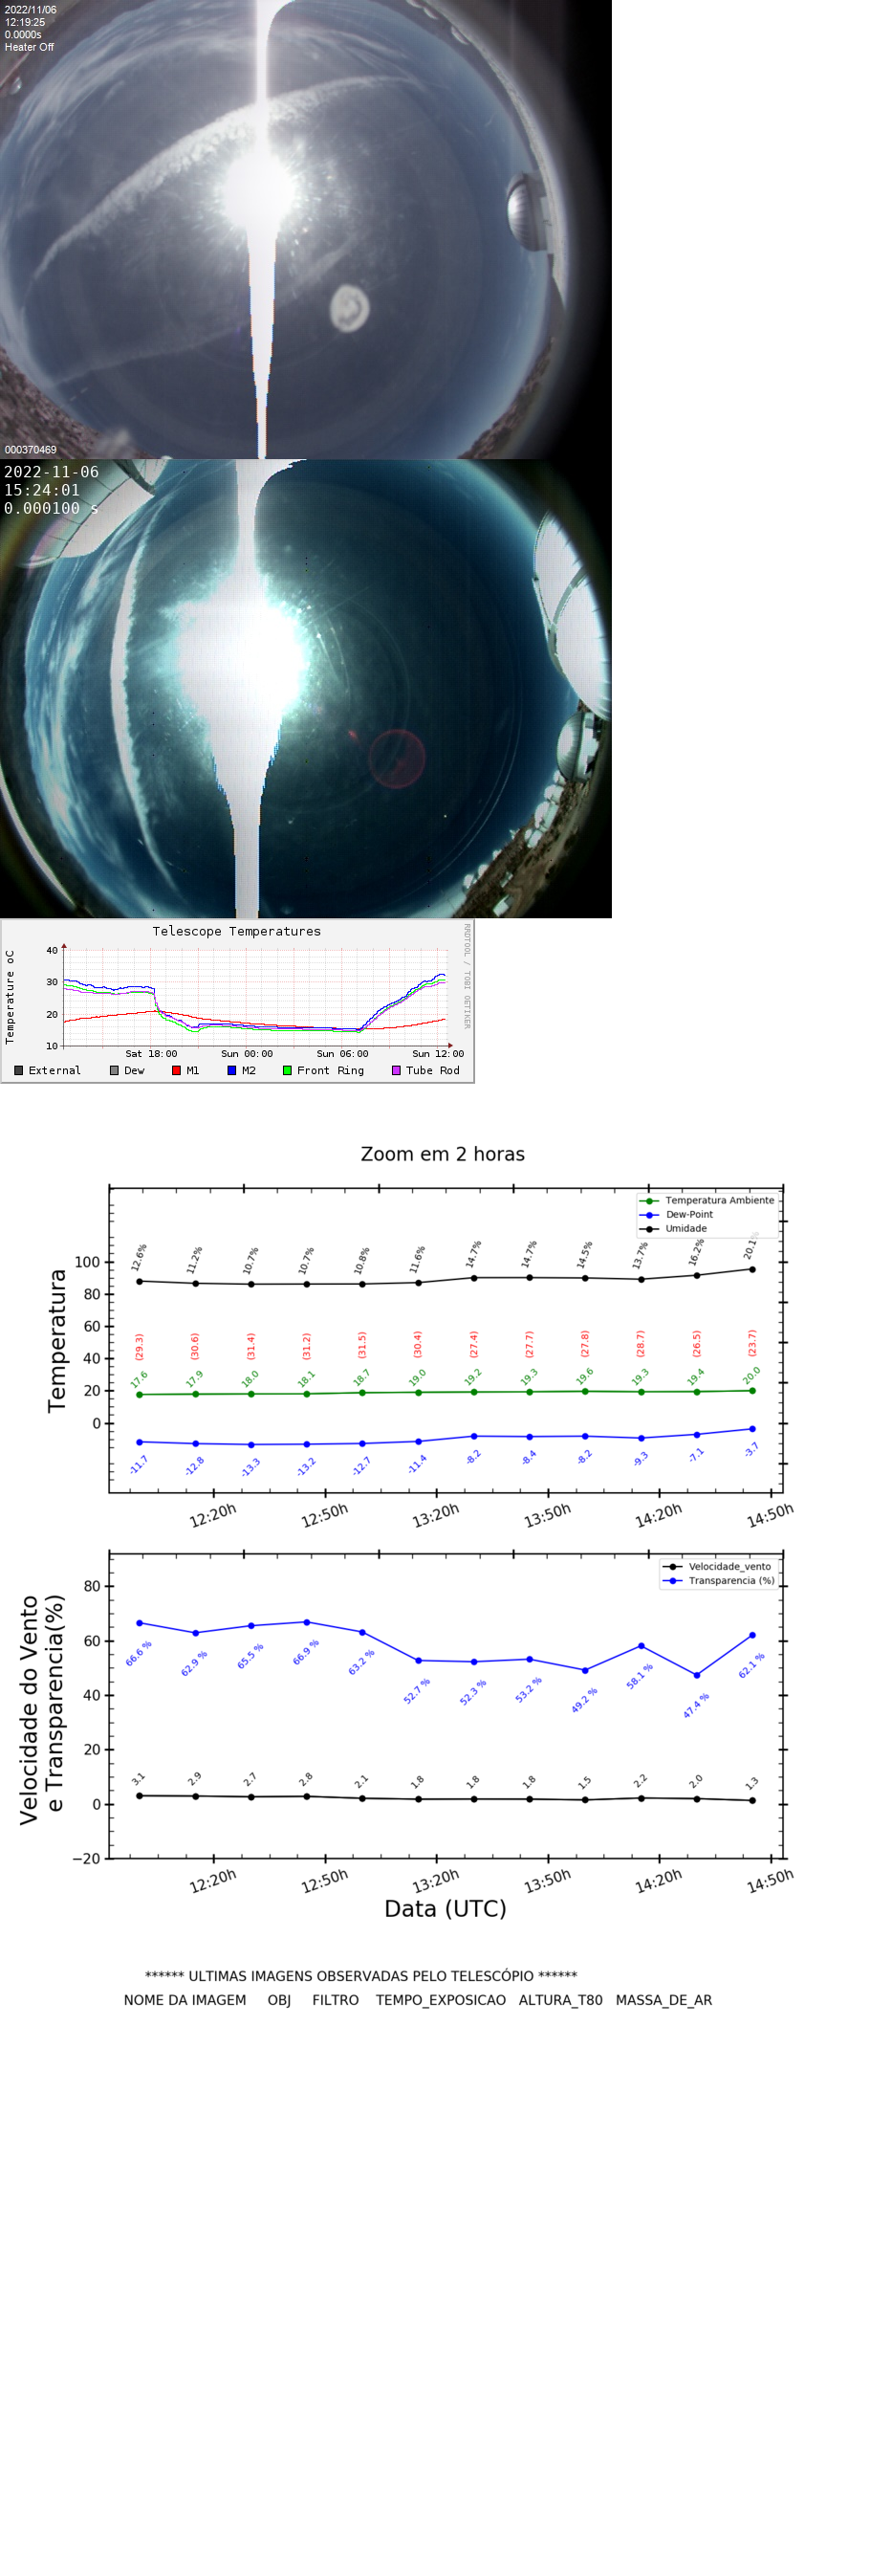 2022/11/06
12:19:25
0.0000s
Heater Off
000370469
2022-11-06
15:24:01
0.000100 s
Telescope Temperatures
RRDTOOL / TOBI OETIKER
Temperature oC
40
30
20
10
Sat 18:00 Sun 00:00 Sun 06:00 Sun 12:00
External Dew M1 M2 Front Ring Tube Rod
Zoom em 2 horas
Temperatura Ambiente
Dew-Point
Umidade
Temperatura
100
80
60
40
20
0
12.6% 11.2% 10.7% 10.7% 10.8% 11.6% 14.7% 14.7% 14.5% 13.7% 16.2% 20.1%
(29.3) (30.6) (31.4) (31.2) (31.5) (30.4) (27.4) (27.7) (27.8) (28.7) (26.5) (23.7)
17.6 17.9 18.0 18.1 18.7 19.0 19.2 19.3 19.6 19.3 19.4 20.0
-11.7 -12.8 -13.3 -13.2 -12.7 -11.4 -8.2 -8.4 -8.2 -9.3 -7.1 -3.7
12:20h 12:50h 13:20h 13:50h 14:20h 14:50h
Velocidade_vento
Transparencia (%)
Velocidade do Vento
e Transparencia(%)
80
60
40
20
0
−20
66.6 % 62.9 % 65.5 % 66.9 % 63.2 % 52.7 % 52.3 % 53.2 % 49.2 % 58.1 % 47.4 % 62.1 %
3.1 2.9 2.7 2.8 2.1 1.8 1.8 1.8 1.5 2.2 2.0 1.3
12:20h 12:50h 13:20h 13:50h 14:20h 14:50h
Data (UTC)
****** ULTIMAS IMAGENS OBSERVADAS PELO TELESCÓPIO ******
NOME DA IMAGEM OBJ FILTRO TEMPO_EXPOSICAO ALTURA_T80 MASSA_DE_AR